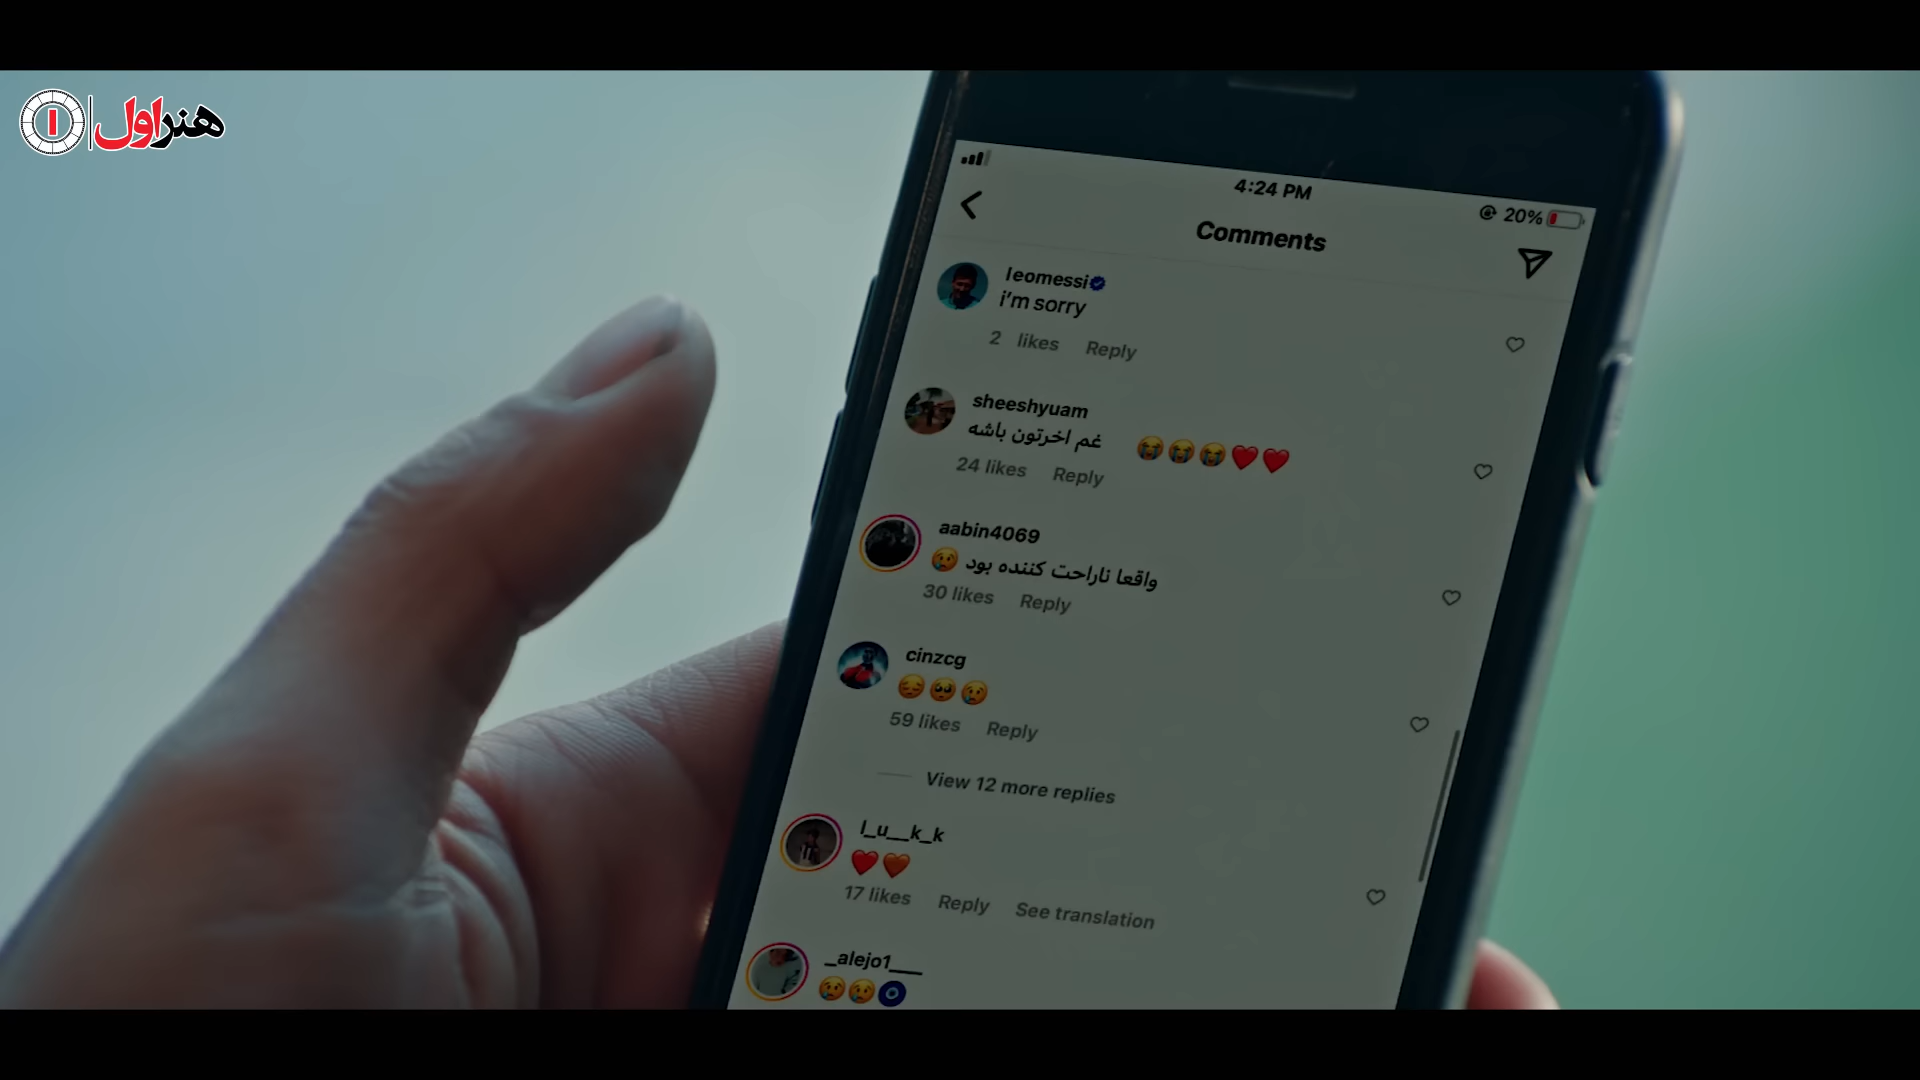 هنر اول
4:24 PM
20%
Comments
leomessi
i'm sorry
2 likes Reply
sheeshyuam
غم اخرتون باشه 😭😭😭❤️❤️
24 likes Reply
aabin4069
واقعا ناراحت کننده بود 😢
30 likes Reply
cinzcg
😔🥺😢
59 likes Reply
View 12 more replies
l_u__k_k
❤️🧡
17 likes Reply See translation
_alejo1___
😢😢🧿